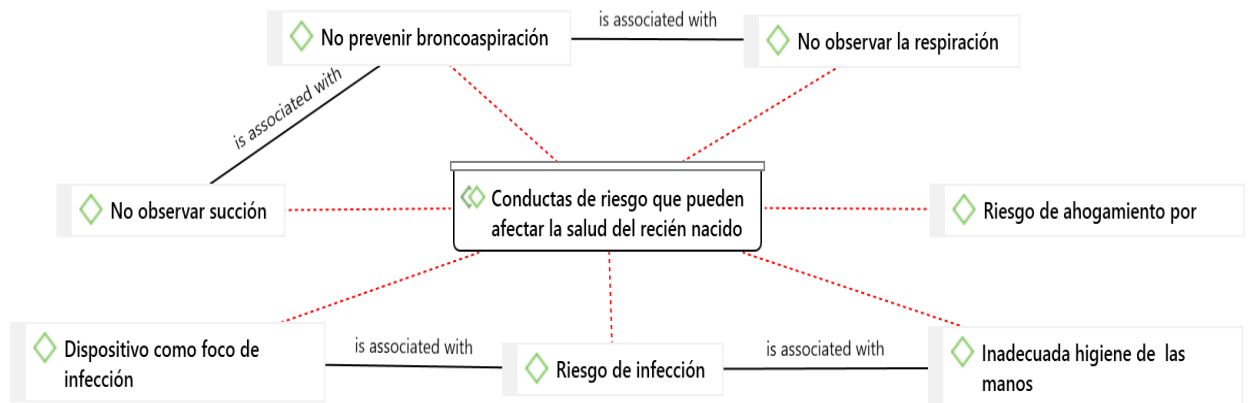 is associated with
No prevenir broncoaspiración
No observar la respiración
is associated with
No observar succión
Conductas de riesgo que pueden
afectar la salud del recién nacido
Riesgo de ahogamiento por
Dispositivo como foco de
infección
is associated with
Riesgo de infección
is associated with
Inadecuada higiene de  las
manos